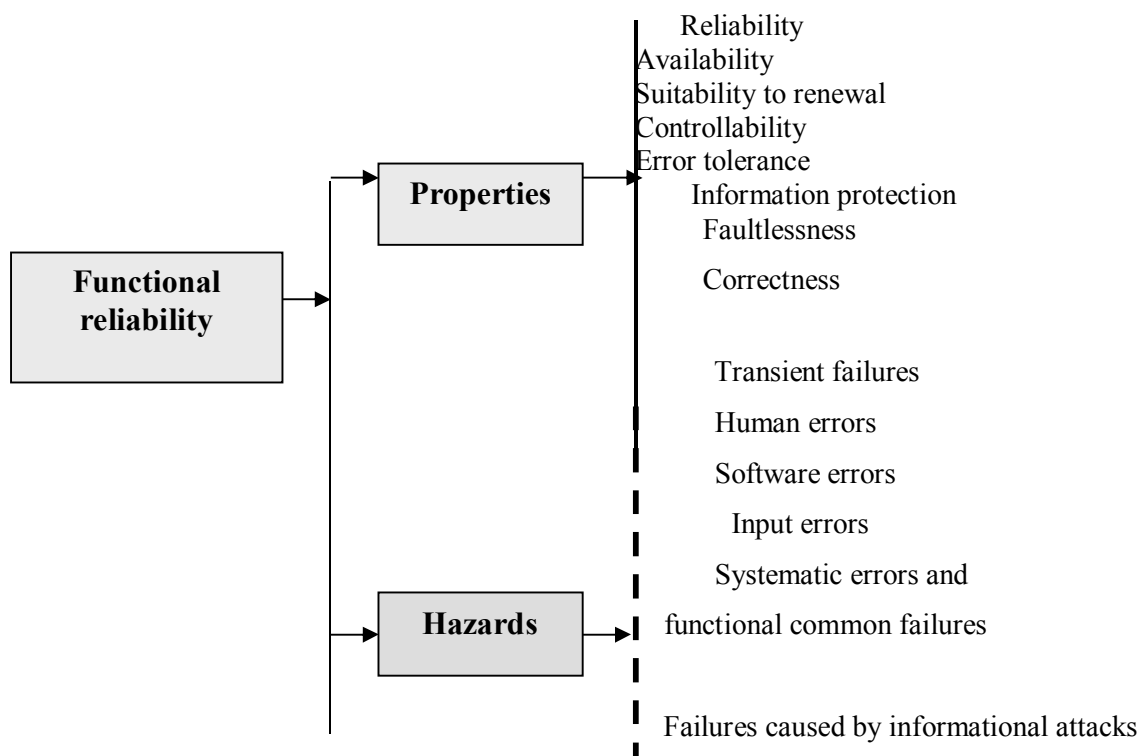 Functional
reliability
Properties
Hazards
Reliability
Availability
Suitability to renewal
Controllability
Error tolerance
Information protection
Faultlessness
Correctness
Transient failures
Human errors
Software errors
Input errors
Systematic errors and
functional common failures
Failures caused by informational attacks